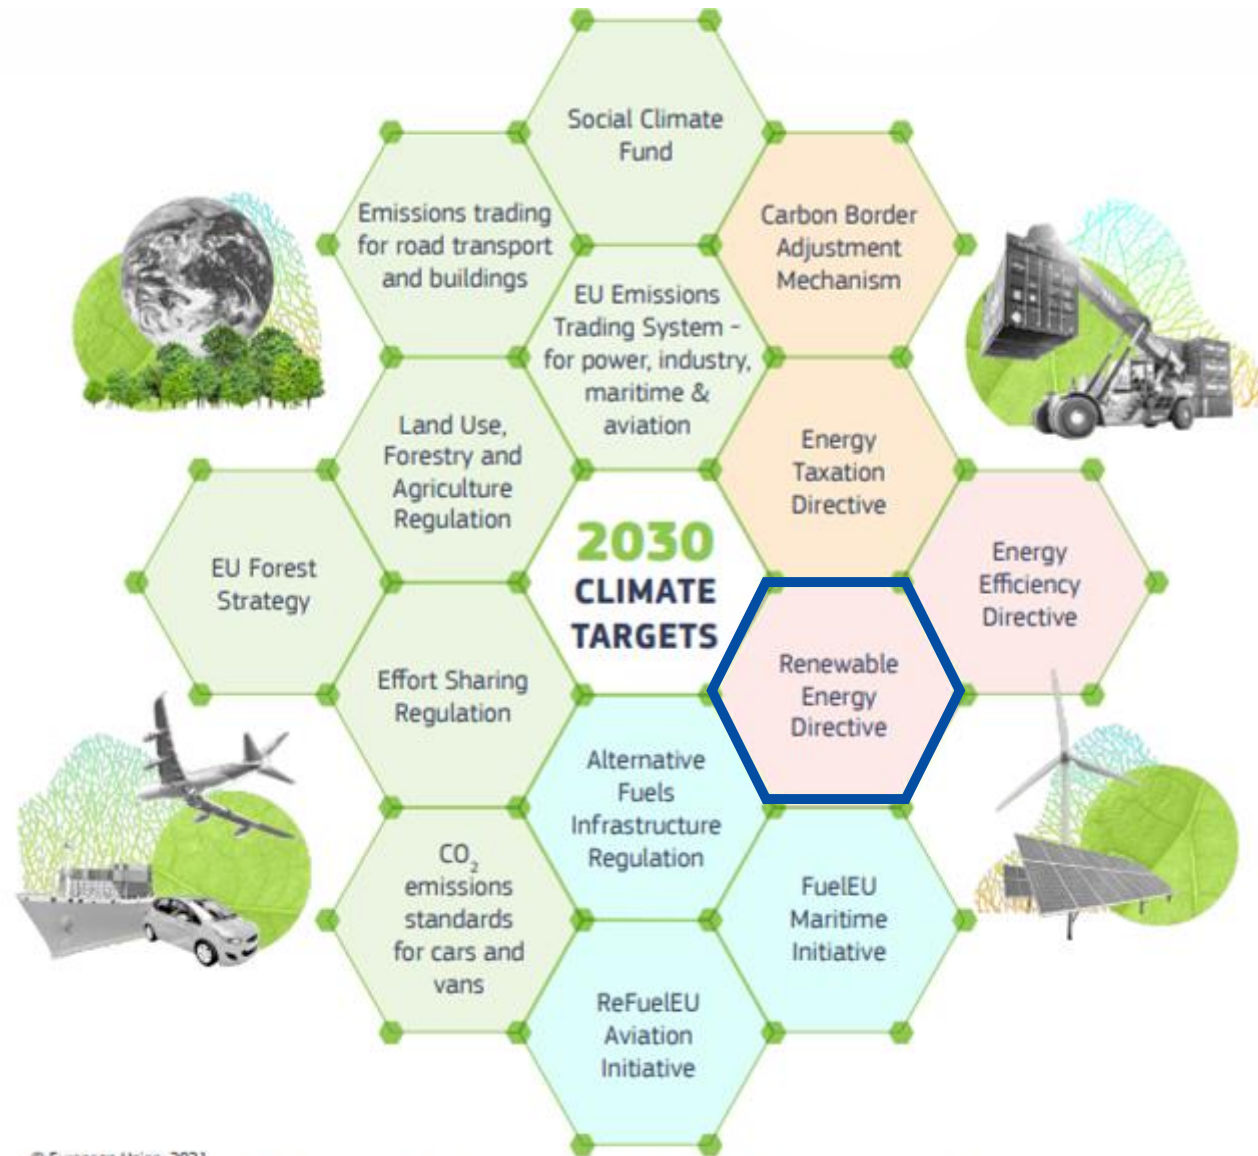 Social Climate
Fund
Emissions trading
for road transport
and buildings
Carbon Border
Adjustment
Mechanism
EU Emissions
Trading System -
for power, industry,
maritime &
aviation
Land Use,
Forestry and
Agriculture
Regulation
Energy
Taxation
Directive
EU Forest
Strategy
2030
CLIMATE
TARGETS
Energy
Efficiency
Directive
Effort Sharing
Regulation
Renewable
Energy
Directive
Alternative
Fuels
Infrastructure
Regulation
CO₂
emissions
standards
for cars and
vans
FuelEU
Maritime
Initiative
ReFuelEU
Aviation
Initiative
© European Union, 2021